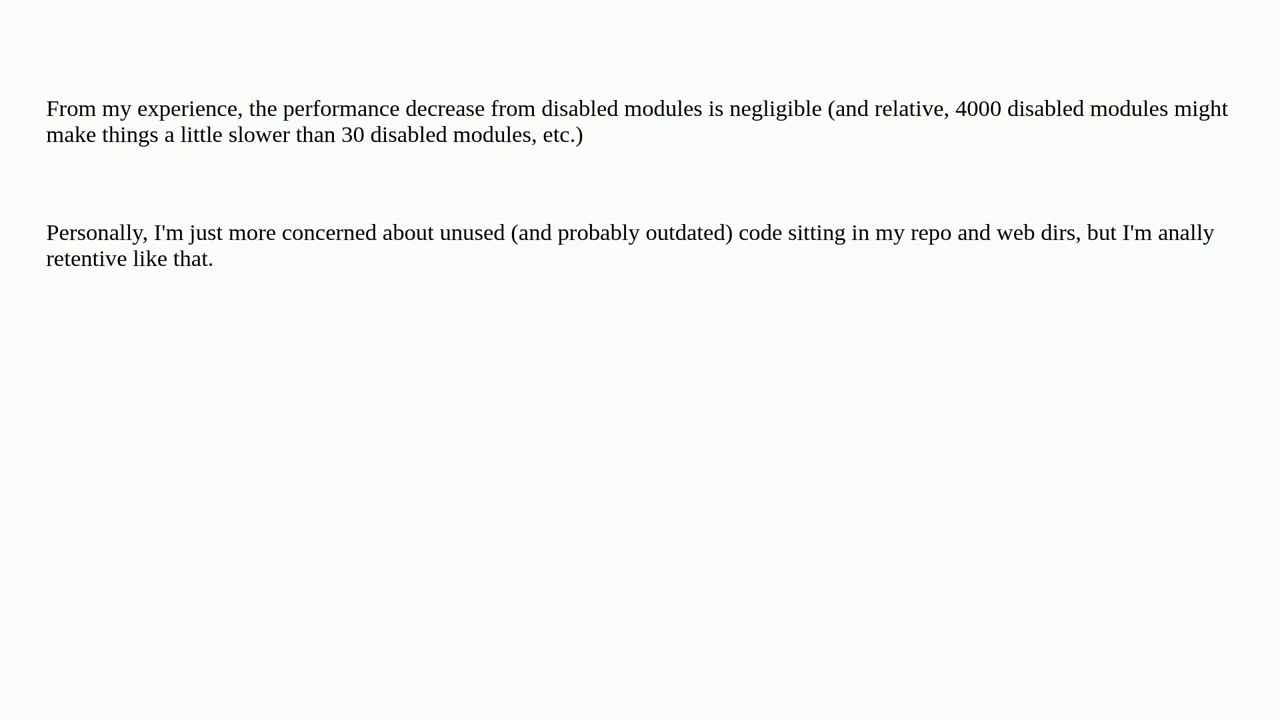 From my experience, the performance decrease from disabled modules is negligible (and relative, 4000 disabled modules might
make things a little slower than 30 disabled modules, etc.)
Personally, I'm just more concerned about unused (and probably outdated) code sitting in my repo and web dirs, but I'm anally
retentive like that.